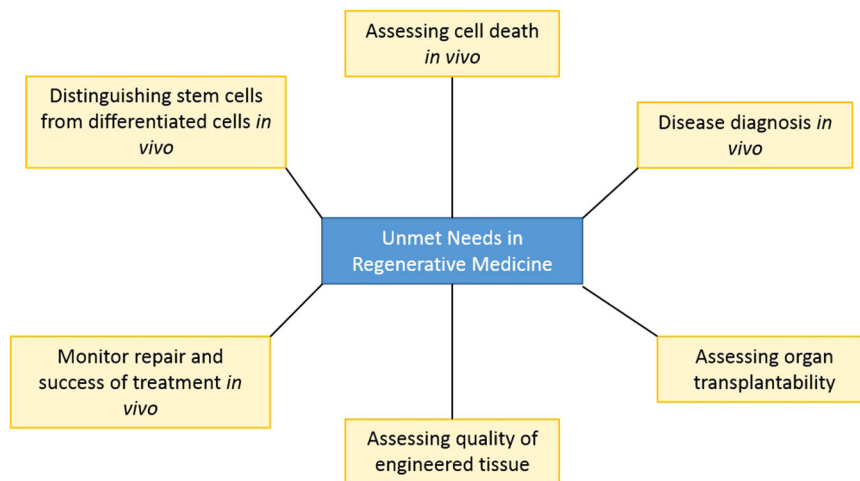 Assessing cell death
in vivo
Distinguishing stem cells
from differentiated cells in
vivo
Disease diagnosis in
vivo
Unmet Needs in
Regenerative Medicine
Monitor repair and
success of treatment in
vivo
Assessing organ
transplantability
Assessing quality of
engineered tissue